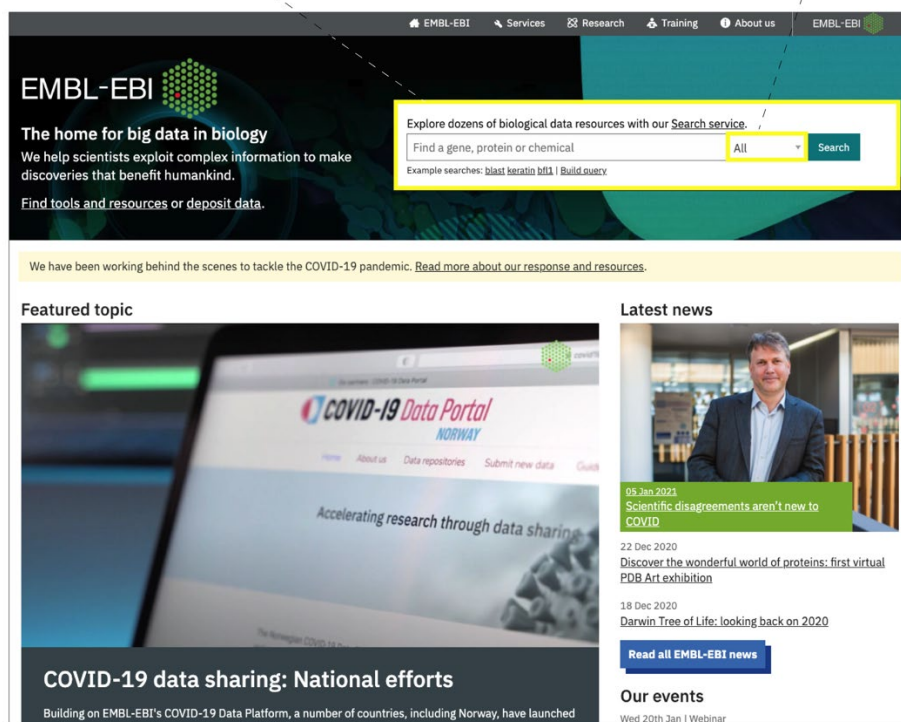 EMBL-EBI Services Research Training About us EMBL-EBI
EMBL-EBI
The home for big data in biology
We help scientists exploit complex information to make
discoveries that benefit humankind.
Find tools and resources or deposit data.
Explore dozens of biological data resources with our Search service.
Find a gene, protein or chemical All Search
Example searches: blast keratin bfl1 | Build query
We have been working behind the scenes to tackle the COVID-19 pandemic. Read more about our response and resources.
Featured topic
COVID-19 Data Portal
NORWAY
Home About us Data repositories Submit new data
Accelerating research through data sharing
COVID-19 data sharing: National efforts
Building on EMBL-EBI's COVID-19 Data Platform, a number of countries, including Norway, have launched
Latest news
05 Jan 2021
Scientific disagreements aren't new to
COVID
22 Dec 2020
Discover the wonderful world of proteins: first virtual
PDB Art exhibition
18 Dec 2020
Darwin Tree of Life: looking back on 2020
Read all EMBL-EBI news
Our events
Wed 20th Jan | Webinar